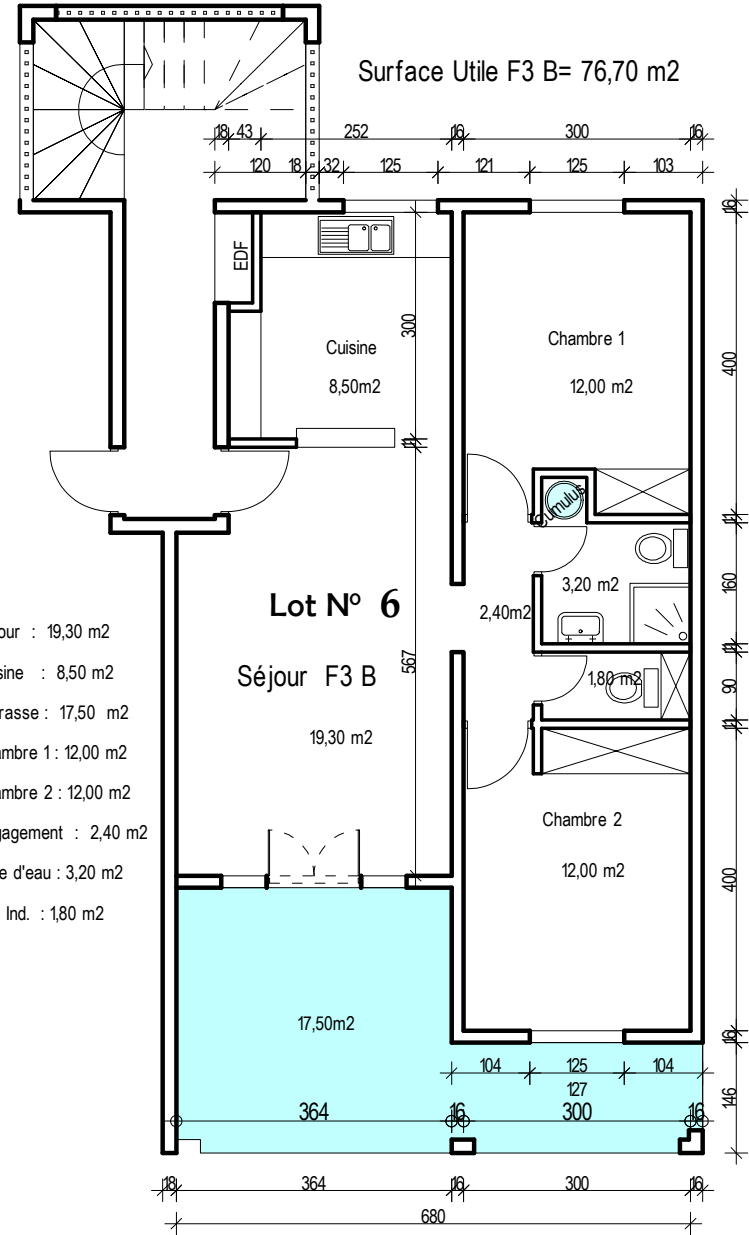 Surface Utile F3 B= 76,70 m2
18 43 252 16 300 16
120 18 32 125 121 125 103
16
EDF
300
Cuisine
8,50m2
Chambre 1
12,00 m2
400
11
Cumulus
11
3,20 m2
160
Lot N° 6
2,40m2
our : 19,30 m2
sine : 8,50 m2
rasse : 17,50 m2
ambre 1 : 12,00 m2
ambre 2 : 12,00 m2
gagement : 2,40 m2
e d'eau : 3,20 m2
Ind. : 1,80 m2
Séjour F3 B
567
19,30 m2
11
1,80 m2
90
11
Chambre 2
12,00 m2
400
17,50m2
16
104 125 104
127
146
364 16 300 16
18 364 16 300 16
680